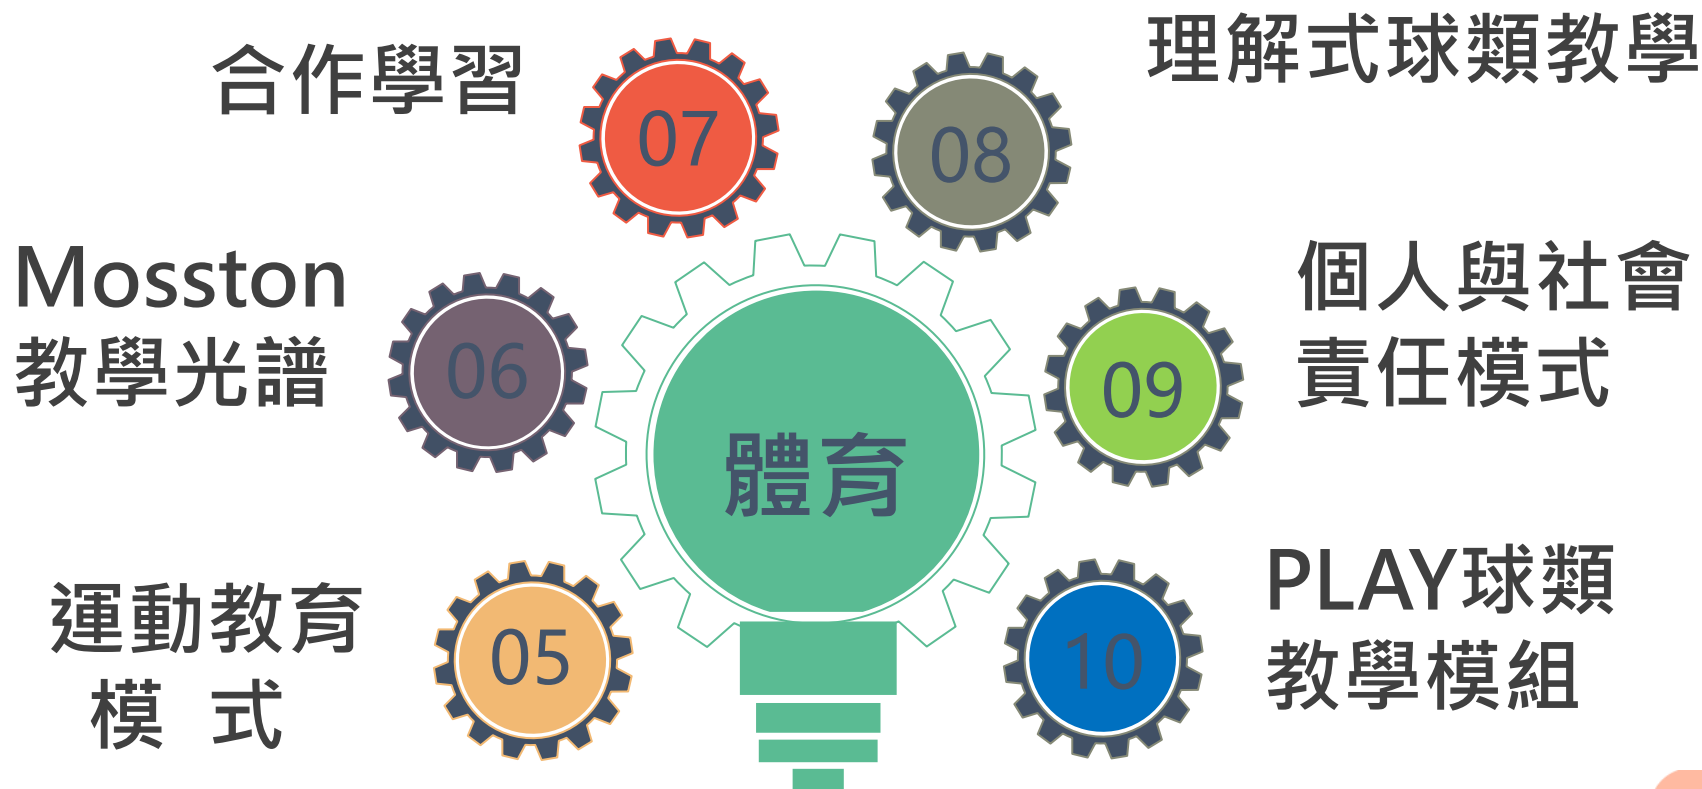 合作學習
07
08
理解式球類教學
Mosston
教學光譜
06
09
個人與社會
責任模式
體育
運動教育
模 式
05
10
PLAY球類
教學模組